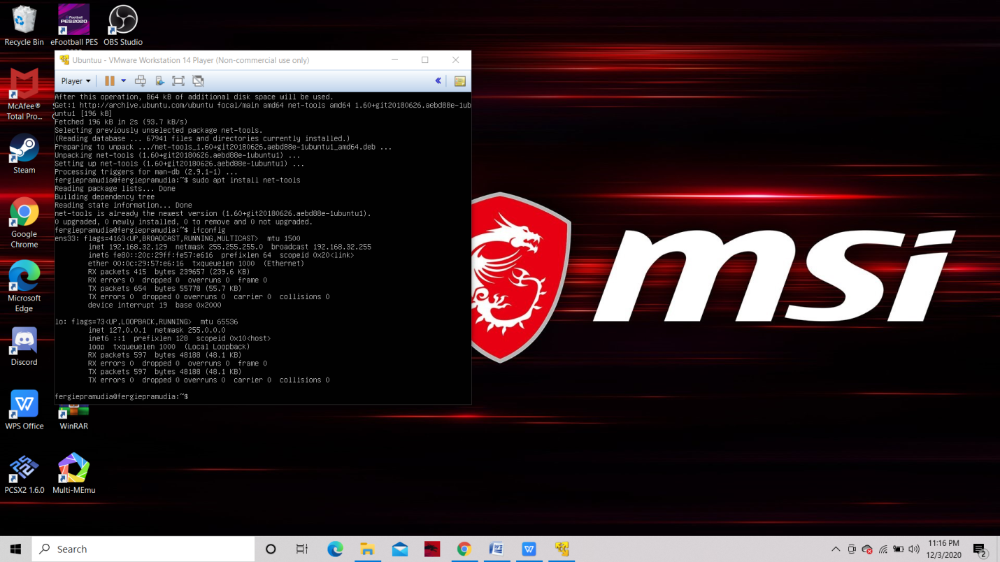 Recycle Bin
eFootball PES
OBS Studio
McAfee®
Total Pro...
Steam
Google
Chrome
Microsoft
Edge
Discord
WPS Office
WinRAR
PCSX2 1.6.0
Multi-MEmu
eFootball
PES2020
Ubuntuu - VMware Workstation 14 Player (Non-commercial use only)
Player
After this operation, 864 kB of additional disk space will be used.
Get:1 http://archive.ubuntu.com/ubuntu focal/main amd64 net-tools amd64 1.60+git20180626.aebd88e-1ub
untu1 [196 kB]
Fetched 196 kB in 2s (93.7 kB/s)
Selecting previously unselected package net-tools.
(Reading database ... 67941 files and directories currently installed.)
Preparing to unpack .../net-tools_1.60+git20180626.aebd88e-1ubuntu1_amd64.deb ...
Unpacking net-tools (1.60+git20180626.aebd88e-1ubuntu1) ...
Setting up net-tools (1.60+git20180626.aebd88e-1ubuntu1) ...
Processing triggers for man-db (2.9.1-1) ...
fergiepramudia@fergiepramudia:~$ sudo apt install net-tools
Reading package lists... Done
Building dependency tree
Reading state information... Done
net-tools is already the newest version (1.60+git20180626.aebd88e-1ubuntu1).
0 upgraded, 0 newly installed, 0 to remove and 0 not upgraded.
fergiepramudia@fergiepramudia:~$ ifconfig
ens33: flags=4163<UP,BROADCAST,RUNNING,MULTICAST>  mtu 1500
inet 192.168.32.129  netmask 255.255.255.0  broadcast 192.168.32.255
inet6 fe80::20c:29ff:fe57:e616  prefixlen 64  scopeid 0x20<link>
ether 00:0c:29:57:e6:16  txqueuelen 1000  (Ethernet)
RX packets 415  bytes 239657 (239.6 KB)
RX errors 0  dropped 0  overruns 0  frame 0
TX packets 654  bytes 55778 (55.7 KB)
TX errors 0  dropped 0 overruns 0  carrier 0  collisions 0
device interrupt 19  base 0x2000
lo: flags=73<UP,LOOPBACK,RUNNING>  mtu 65536
inet 127.0.0.1  netmask 255.0.0.0
inet6 ::1  prefixlen 128  scopeid 0x10<host>
loop  txqueuelen 1000  (Local Loopback)
RX packets 597  bytes 48188 (48.1 KB)
RX errors 0  dropped 0  overruns 0  frame 0
TX packets 597  bytes 48188 (48.1 KB)
TX errors 0  dropped 0 overruns 0  carrier 0  collisions 0
fergiepramudia@fergiepramudia:~$
msi
Search
11:16 PM
12/3/2020
2